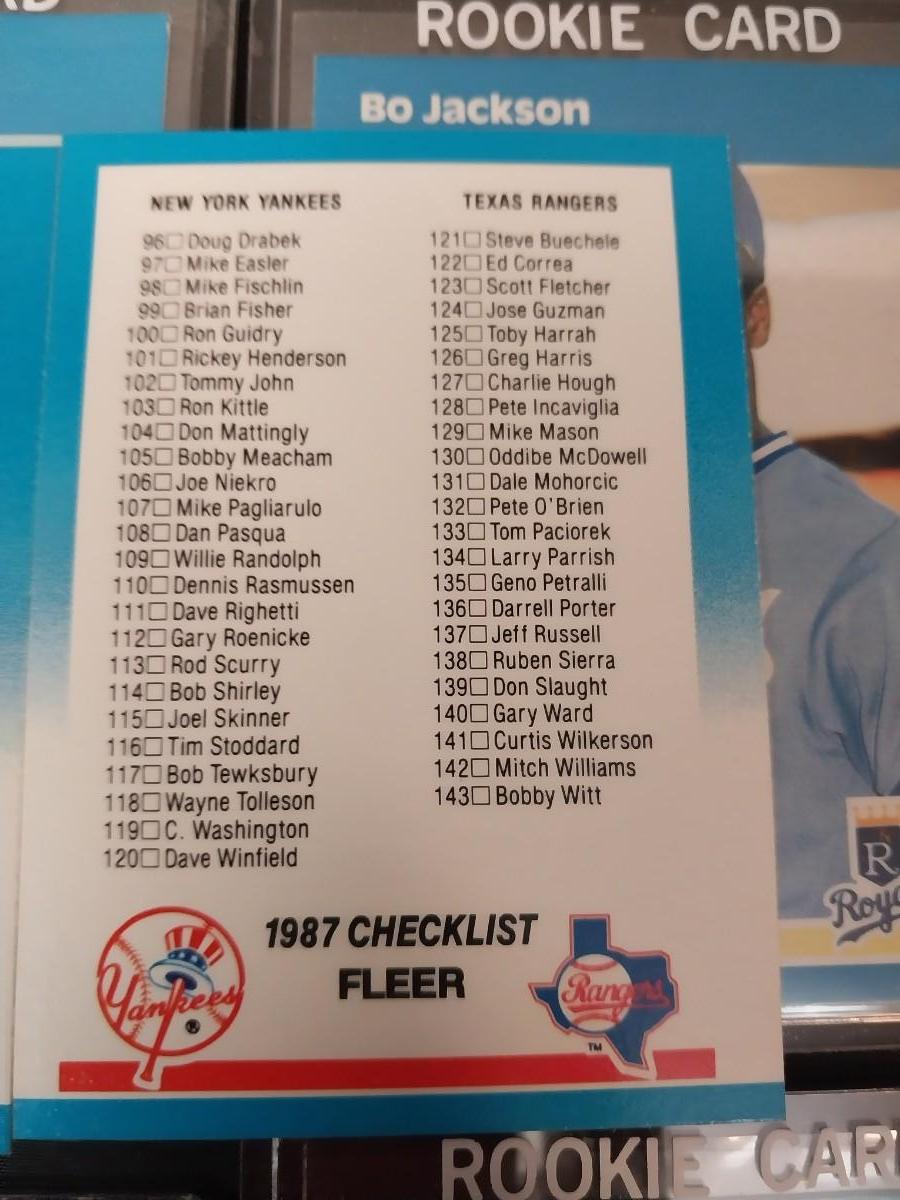 ROOKIE CARD
Bo Jackson
NEW YORK YANKEES
96 Doug Drabek
97 Mike Easler
98 Mike Fischlin
99 Brian Fisher
100 Ron Guidry
101 Rickey Henderson
102 Tommy John
103 Ron Kittle
104 Don Mattingly
105 Bobby Meacham
106 Joe Niekro
107 Mike Pagliarulo
108 Dan Pasqua
109 Willie Randolph
110 Dennis Rasmussen
111 Dave Righetti
112 Gary Roenicke
113 Rod Scurry
114 Bob Shirley
115 Joel Skinner
116 Tim Stoddard
117 Bob Tewksbury
118 Wayne Tolleson
119 C. Washington
120 Dave Winfield
TEXAS RANGERS
121 Steve Buechele
122 Ed Correa
123 Scott Fletcher
124 Jose Guzman
125 Toby Harrah
126 Greg Harris
127 Charlie Hough
128 Pete Incaviglia
129 Mike Mason
130 Oddibe McDowell
131 Dale Mohorcic
132 Pete O'Brien
133 Tom Paciorek
134 Larry Parrish
135 Geno Petralli
136 Darrell Porter
137 Jeff Russell
138 Ruben Sierra
139 Don Slaught
140 Gary Ward
141 Curtis Wilkerson
142 Mitch Williams
143 Bobby Witt
1987 CHECKLIST
FLEER
Yankees
®
Rangers
TM
R
Roy
ROOKIE CAR